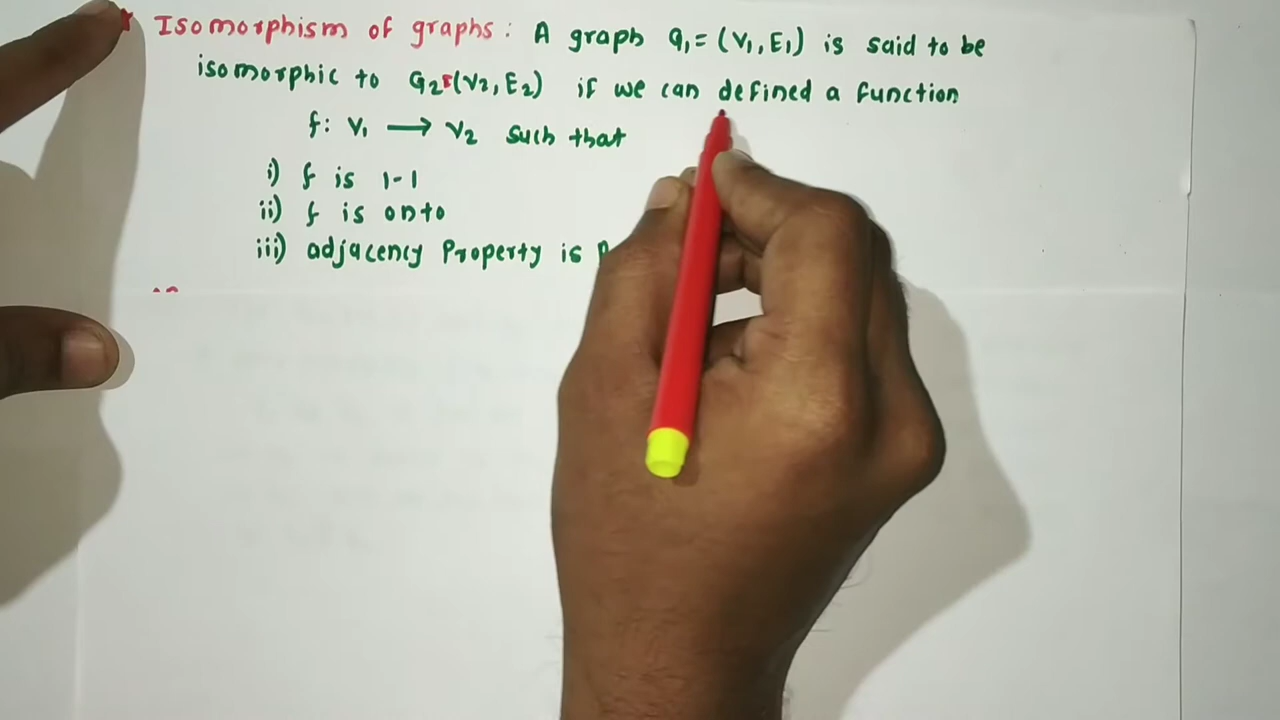 Isomorphism of graphs: A graph G1=(V1,E1) is said to be
isomorphic to G2=(V2,E2) if we can defined a function
f: V1 → V2 such that
i) f is 1-1
ii) f is onto
iii) adjacency Property is